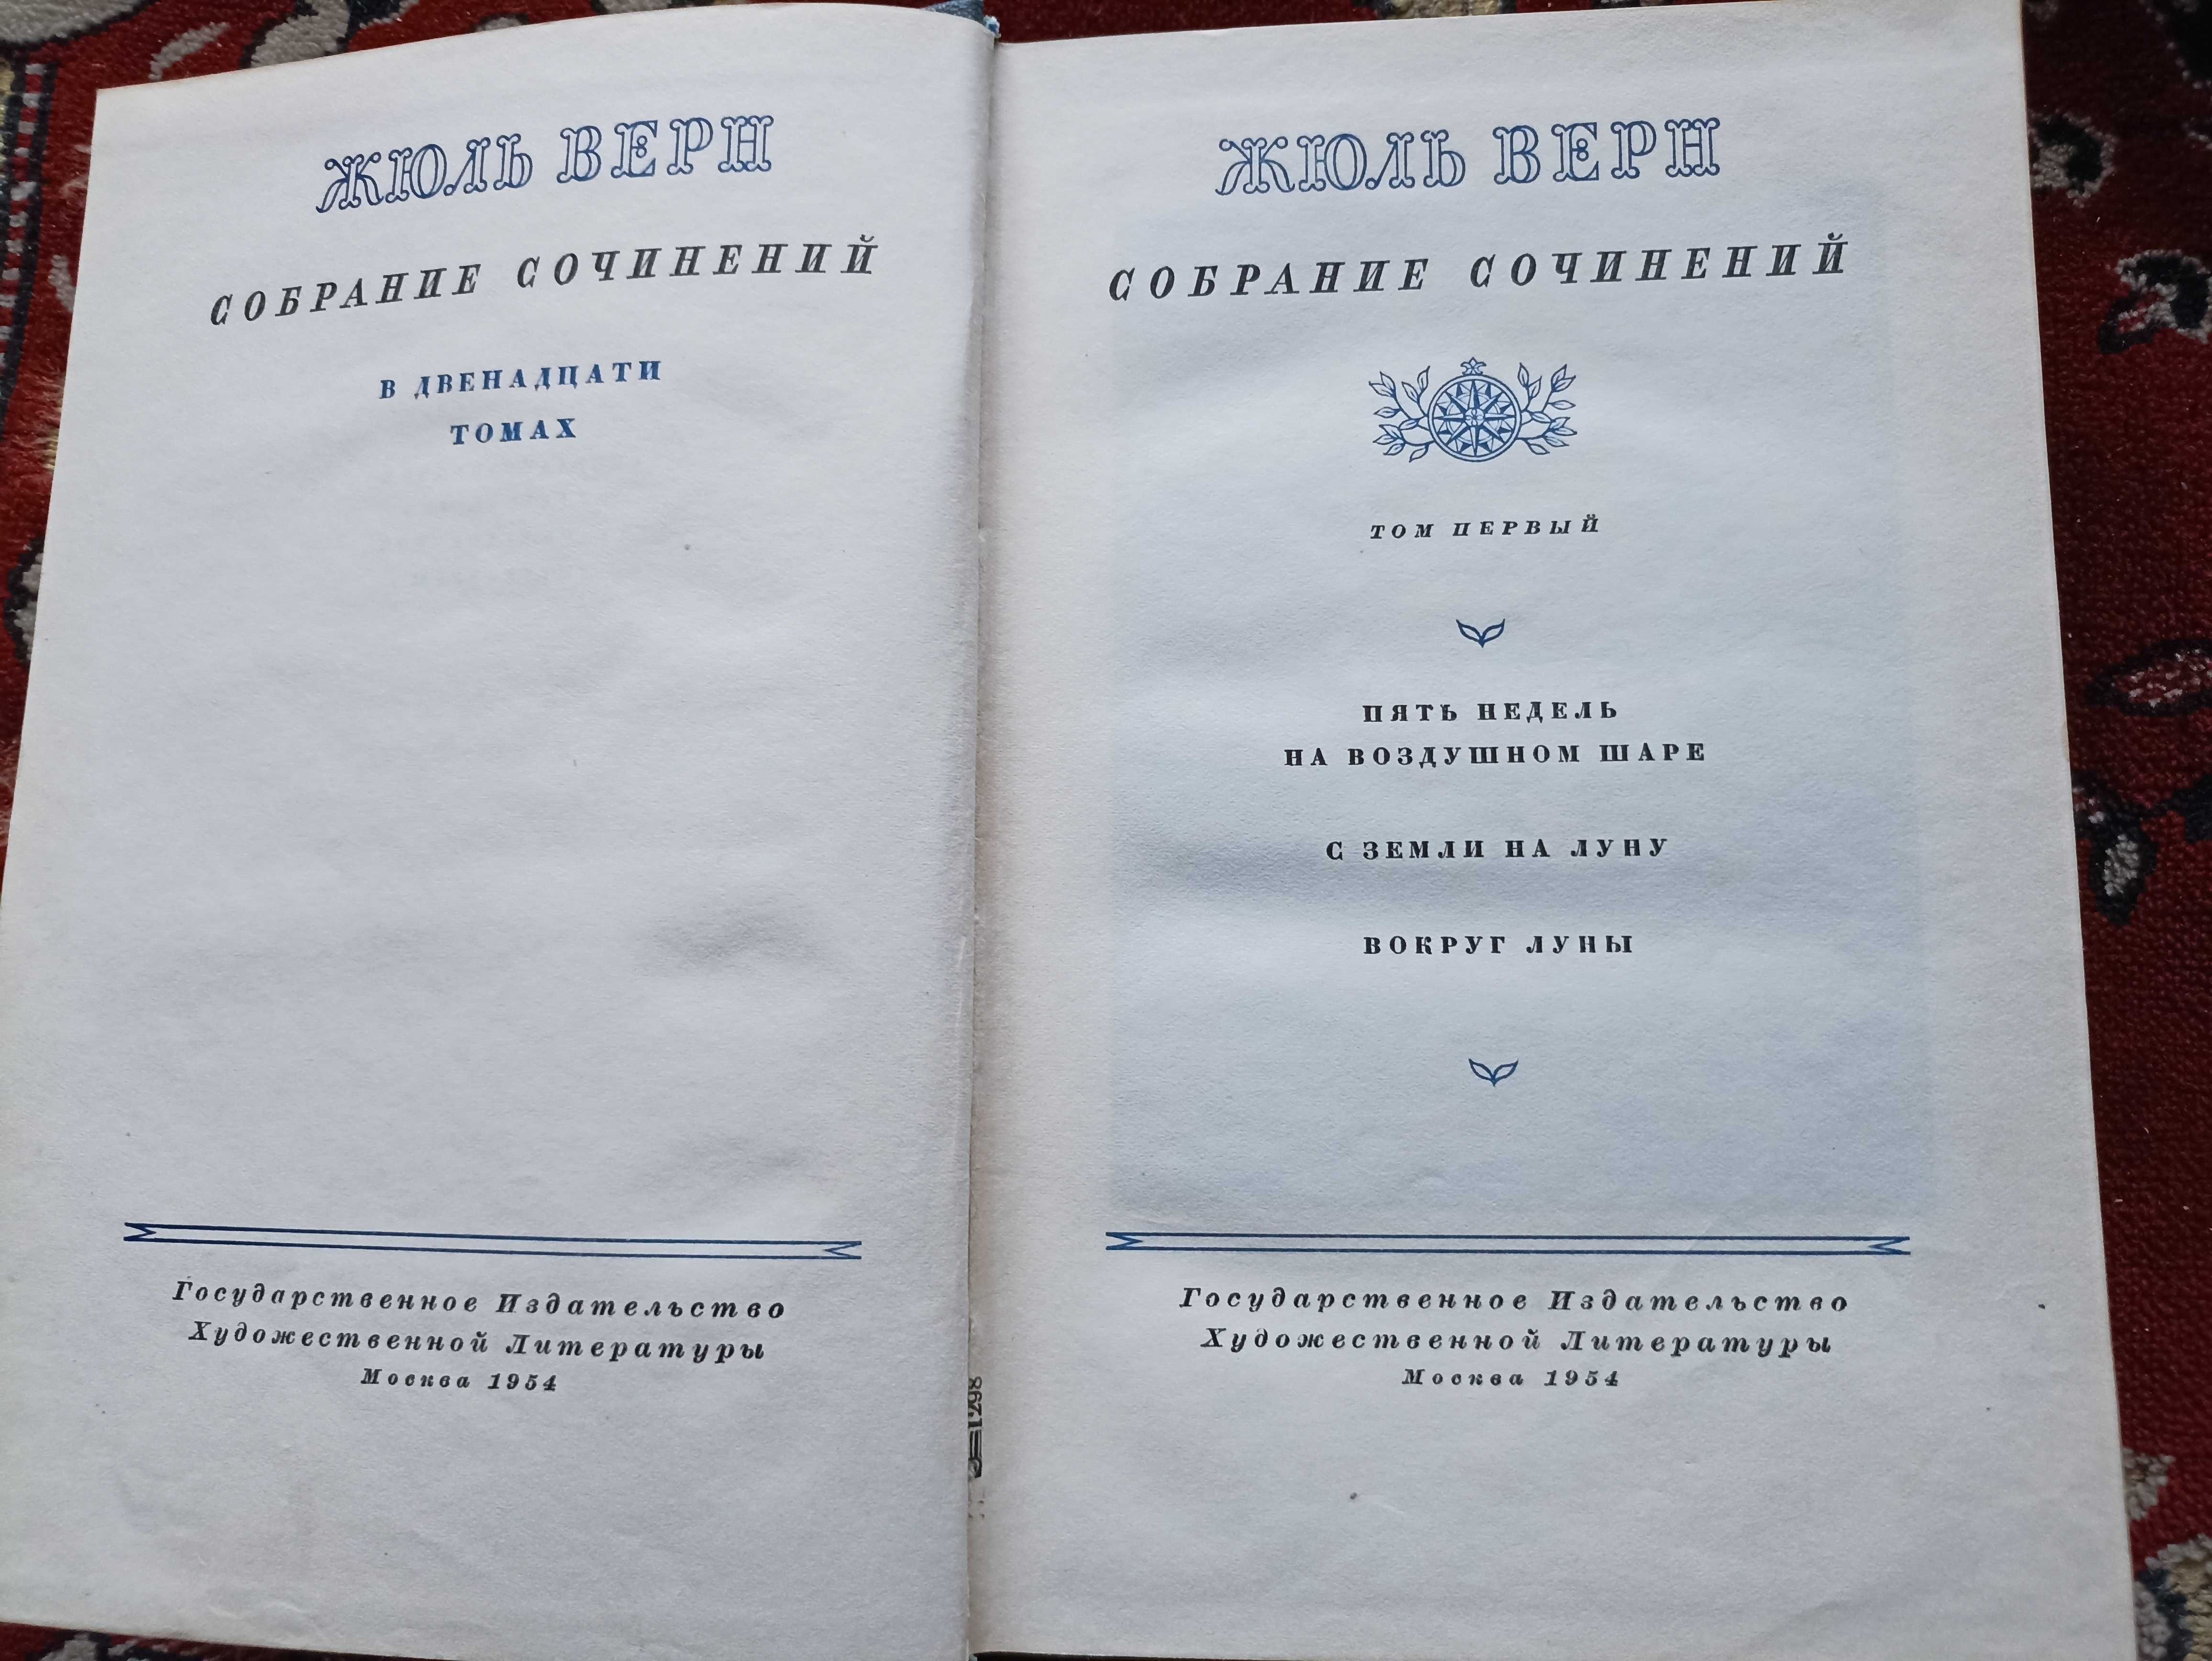 ЖЮЛЬ ВЕРН
СОБРАНИЕ СОЧИНЕНИЙ
В ДВЕНАДЦАТИ
ТОМАХ
Государственное Издательство
Художественной Литературы
Москва 1954
1298
ЖЮЛЬ ВЕРН
СОБРАНИЕ СОЧИНЕНИЙ
ТОМ ПЕРВЫЙ
ПЯТЬ НЕДЕЛЬ
НА ВОЗДУШНОМ ШАРЕ
С ЗЕМЛИ НА ЛУНУ
ВОКРУГ ЛУНЫ
Государственное Издательство
Художественной Литературы
Москва 1954